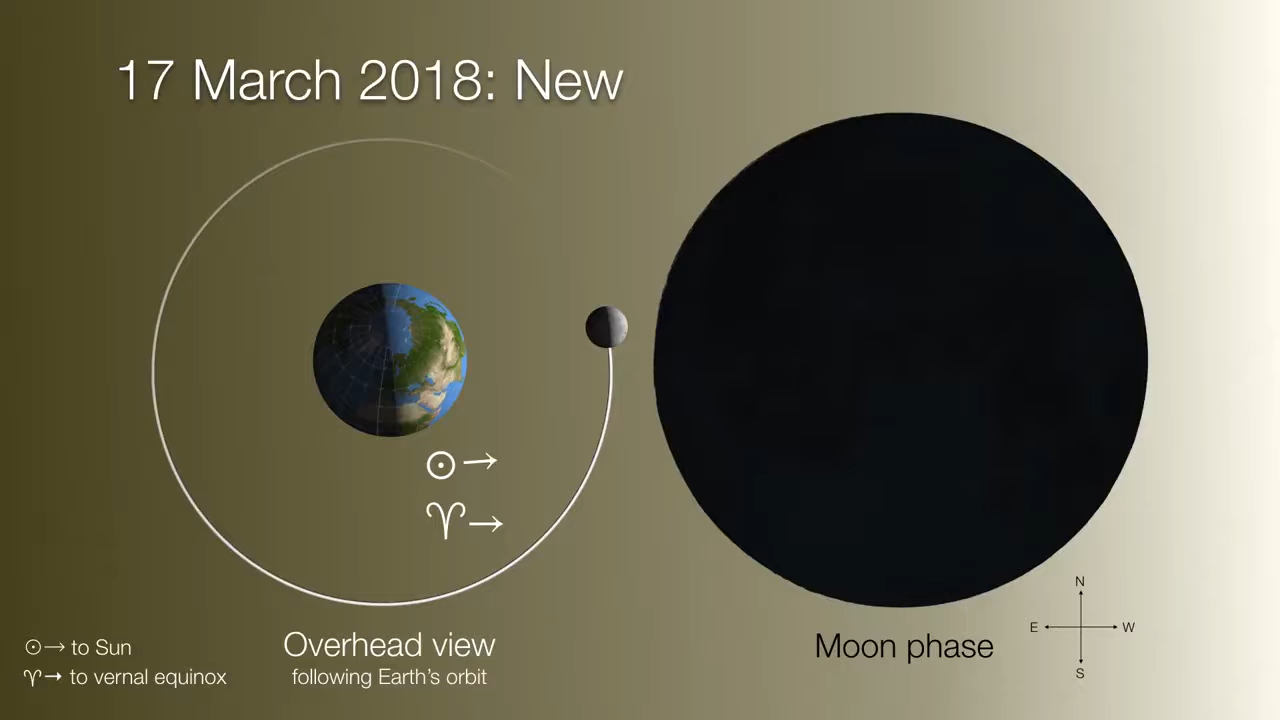 17 March 2018: New
☉→
♈→
☉→ to Sun
♈→ to vernal equinox
Overhead view
following Earth’s orbit
Moon phase
N
E W
S